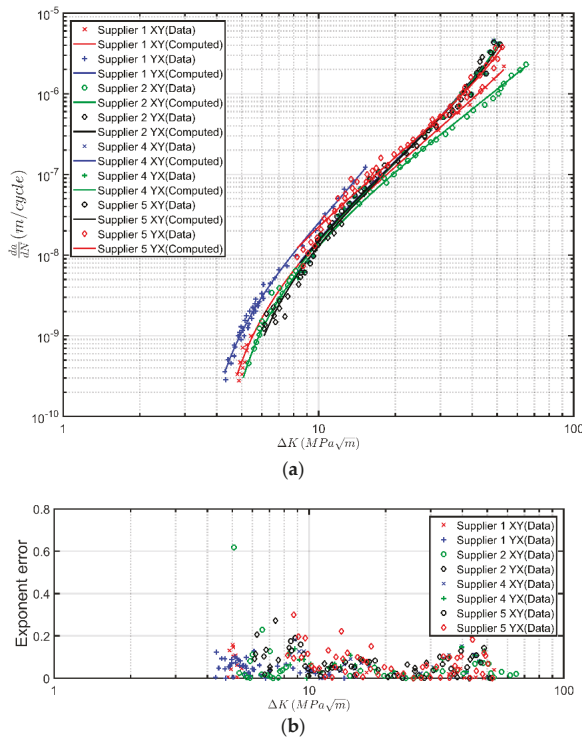 10^-5
10^-6
10^-7
10^-8
10^-9
10^-10
da/dN (m/cycle)
Supplier 1 XY(Data)
Supplier 1 XY(Computed)
Supplier 1 YX(Data)
Supplier 1 YX(Computed)
Supplier 2 XY(Data)
Supplier 2 XY(Computed)
Supplier 2 YX(Data)
Supplier 2 YX(Computed)
Supplier 4 XY(Data)
Supplier 4 XY(Computed)
Supplier 4 YX(Data)
Supplier 4 YX(Computed)
Supplier 5 XY(Data)
Supplier 5 XY(Computed)
Supplier 5 YX(Data)
Supplier 5 YX(Computed)
1 10 100
ΔK (MPa√m)
(a)
0.8
0.6
0.4
0.2
0
Exponent error
Supplier 1 XY(Data)
Supplier 1 YX(Data)
Supplier 2 XY(Data)
Supplier 2 YX(Data)
Supplier 4 XY(Data)
Supplier 4 YX(Data)
Supplier 5 XY(Data)
Supplier 5 YX(Data)
1 10 100
ΔK (MPa√m)
(b)